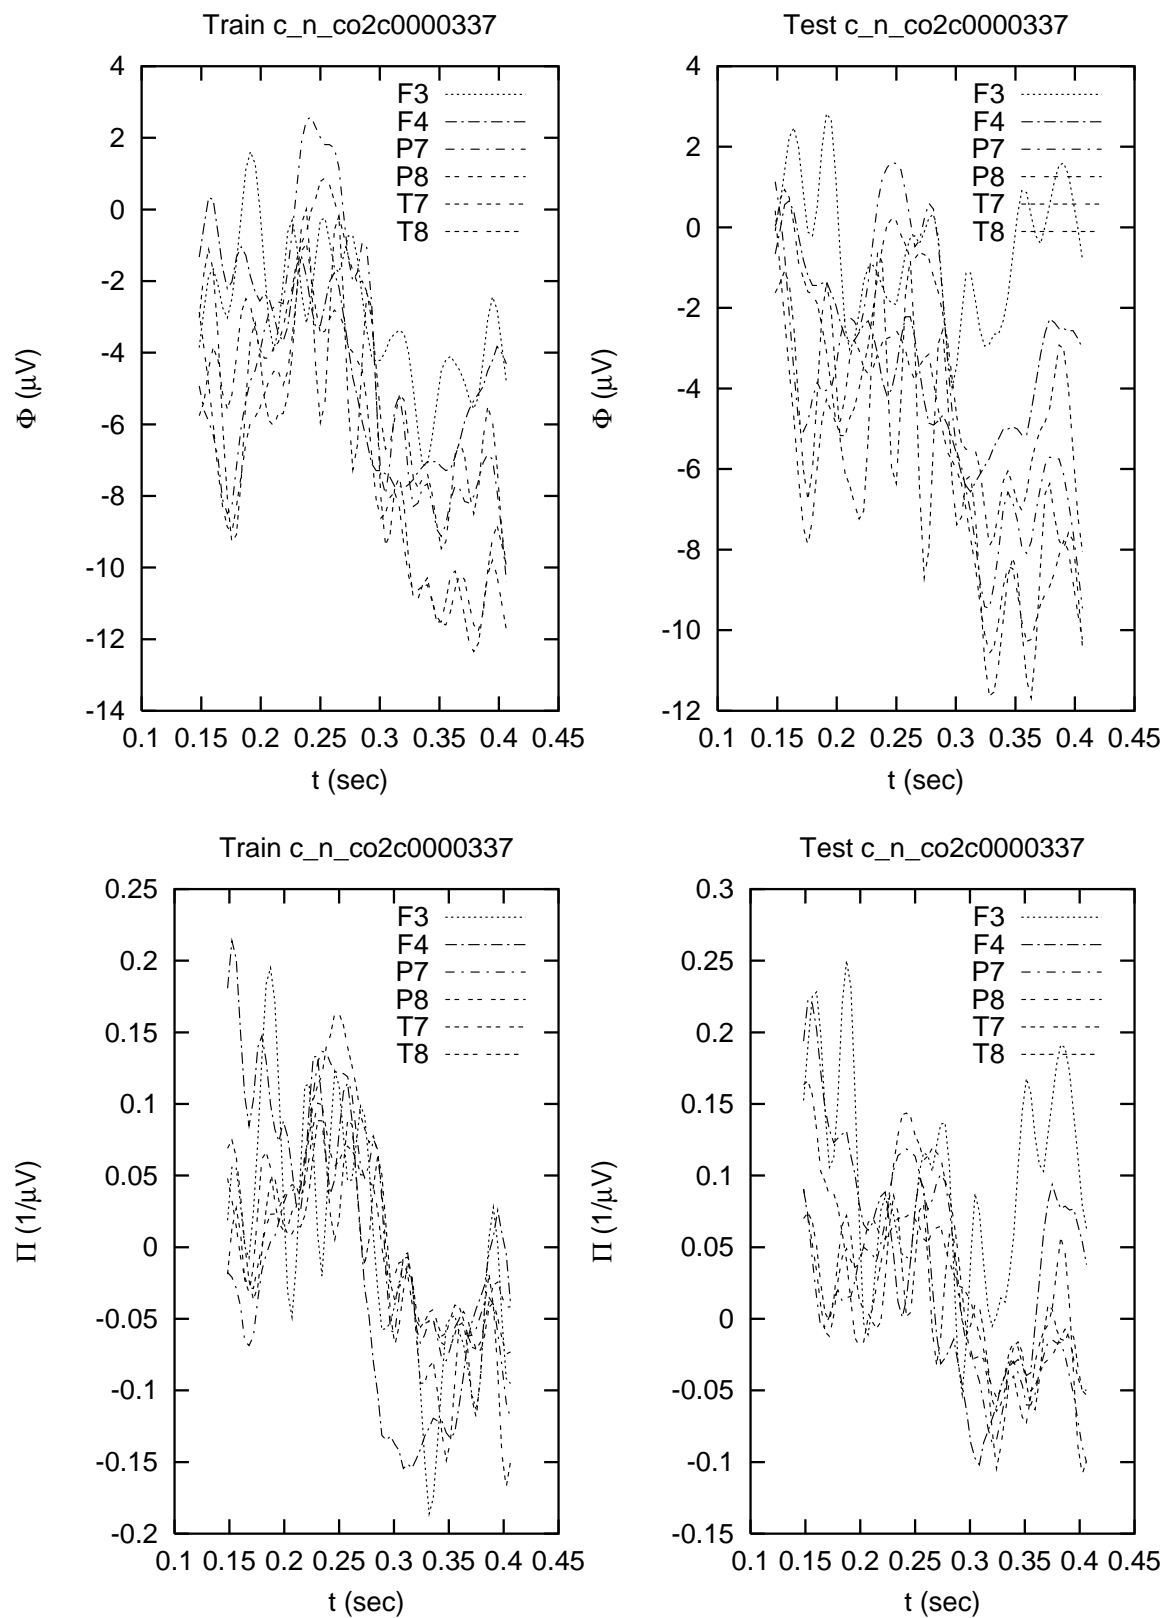 Train c_n_co2c0000337
4
2
0
-2
-4
-6
-8
-10
-12
-14
Φ (μV)
F3
F4
P7
P8
T7
T8
0.1 0.15 0.2 0.25 0.3 0.35 0.4 0.45
t (sec)
Test c_n_co2c0000337
4
2
0
-2
-4
-6
-8
-10
-12
Φ (μV)
F3
F4
P7
P8
T7
T8
0.1 0.15 0.2 0.25 0.3 0.35 0.4 0.45
t (sec)
Train c_n_co2c0000337
0.25
0.2
0.15
0.1
0.05
0
-0.05
-0.1
-0.15
-0.2
Π (1/μV)
F3
F4
P7
P8
T7
T8
0.1 0.15 0.2 0.25 0.3 0.35 0.4 0.45
t (sec)
Test c_n_co2c0000337
0.3
0.25
0.2
0.15
0.1
0.05
0
-0.05
-0.1
-0.15
Π (1/μV)
F3
F4
P7
P8
T7
T8
0.1 0.15 0.2 0.25 0.3 0.35 0.4 0.45
t (sec)